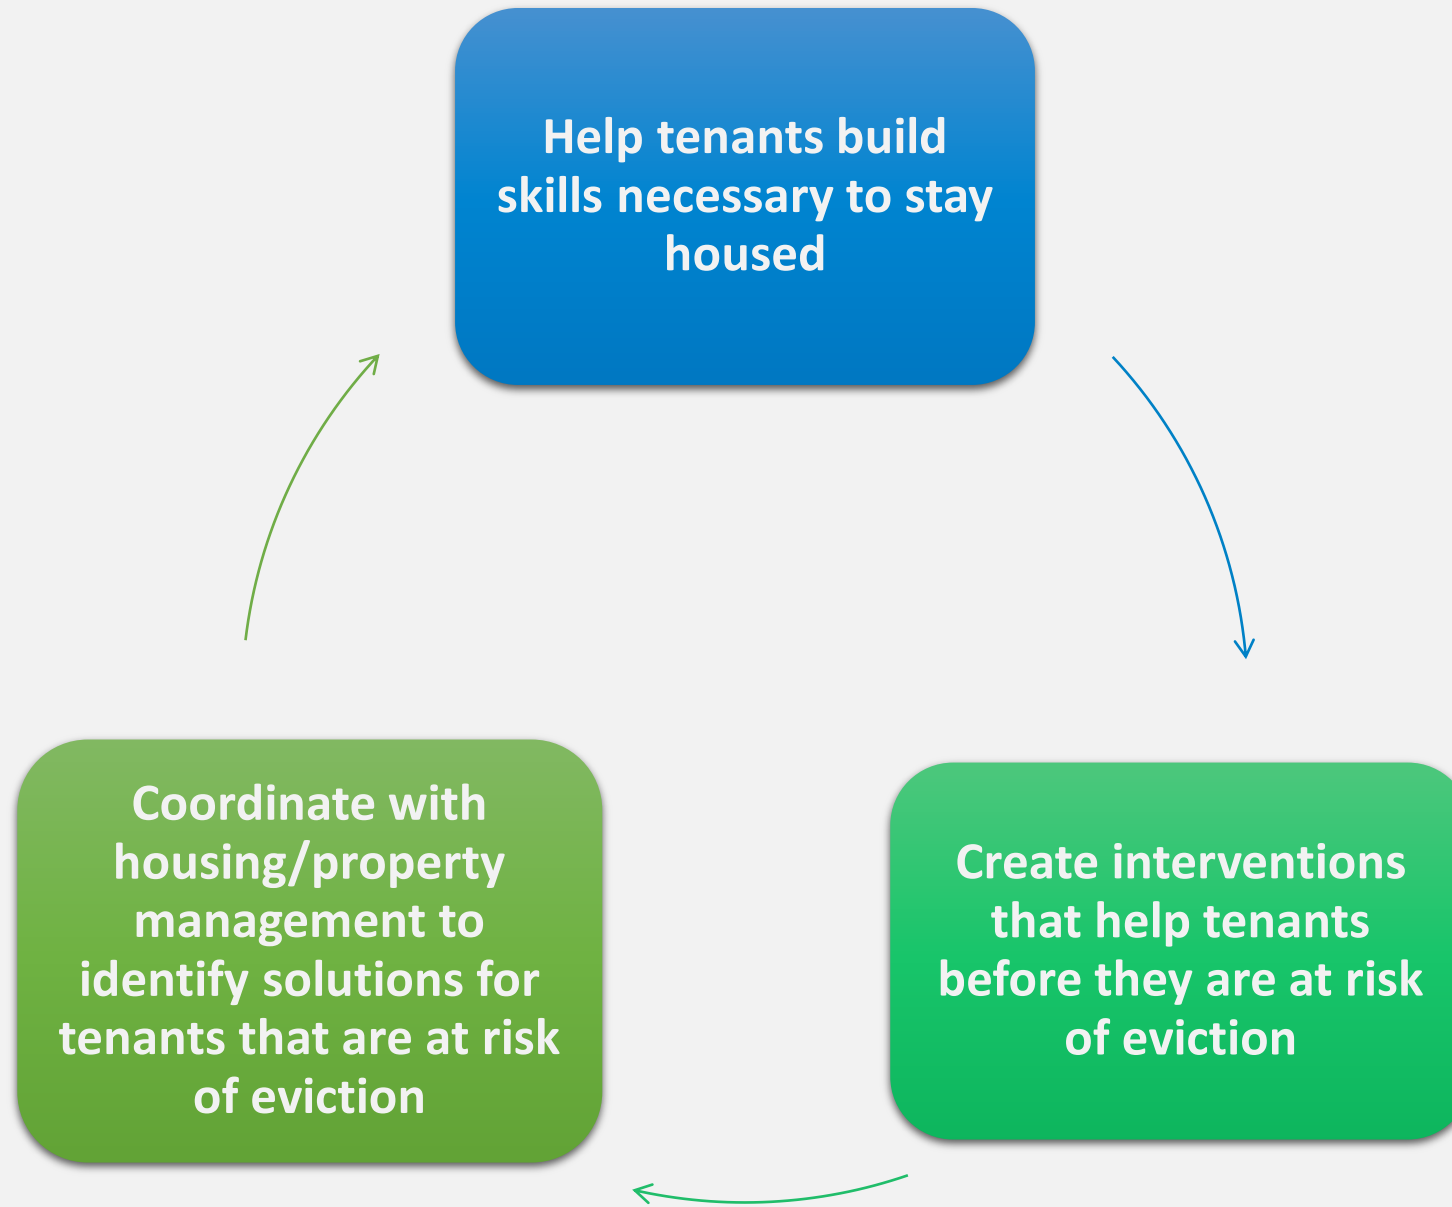 Help tenants build
skills necessary to stay
housed
Create interventions
that help tenants
before they are at risk
of eviction
Coordinate with
housing/property
management to
identify solutions for
tenants that are at risk
of eviction